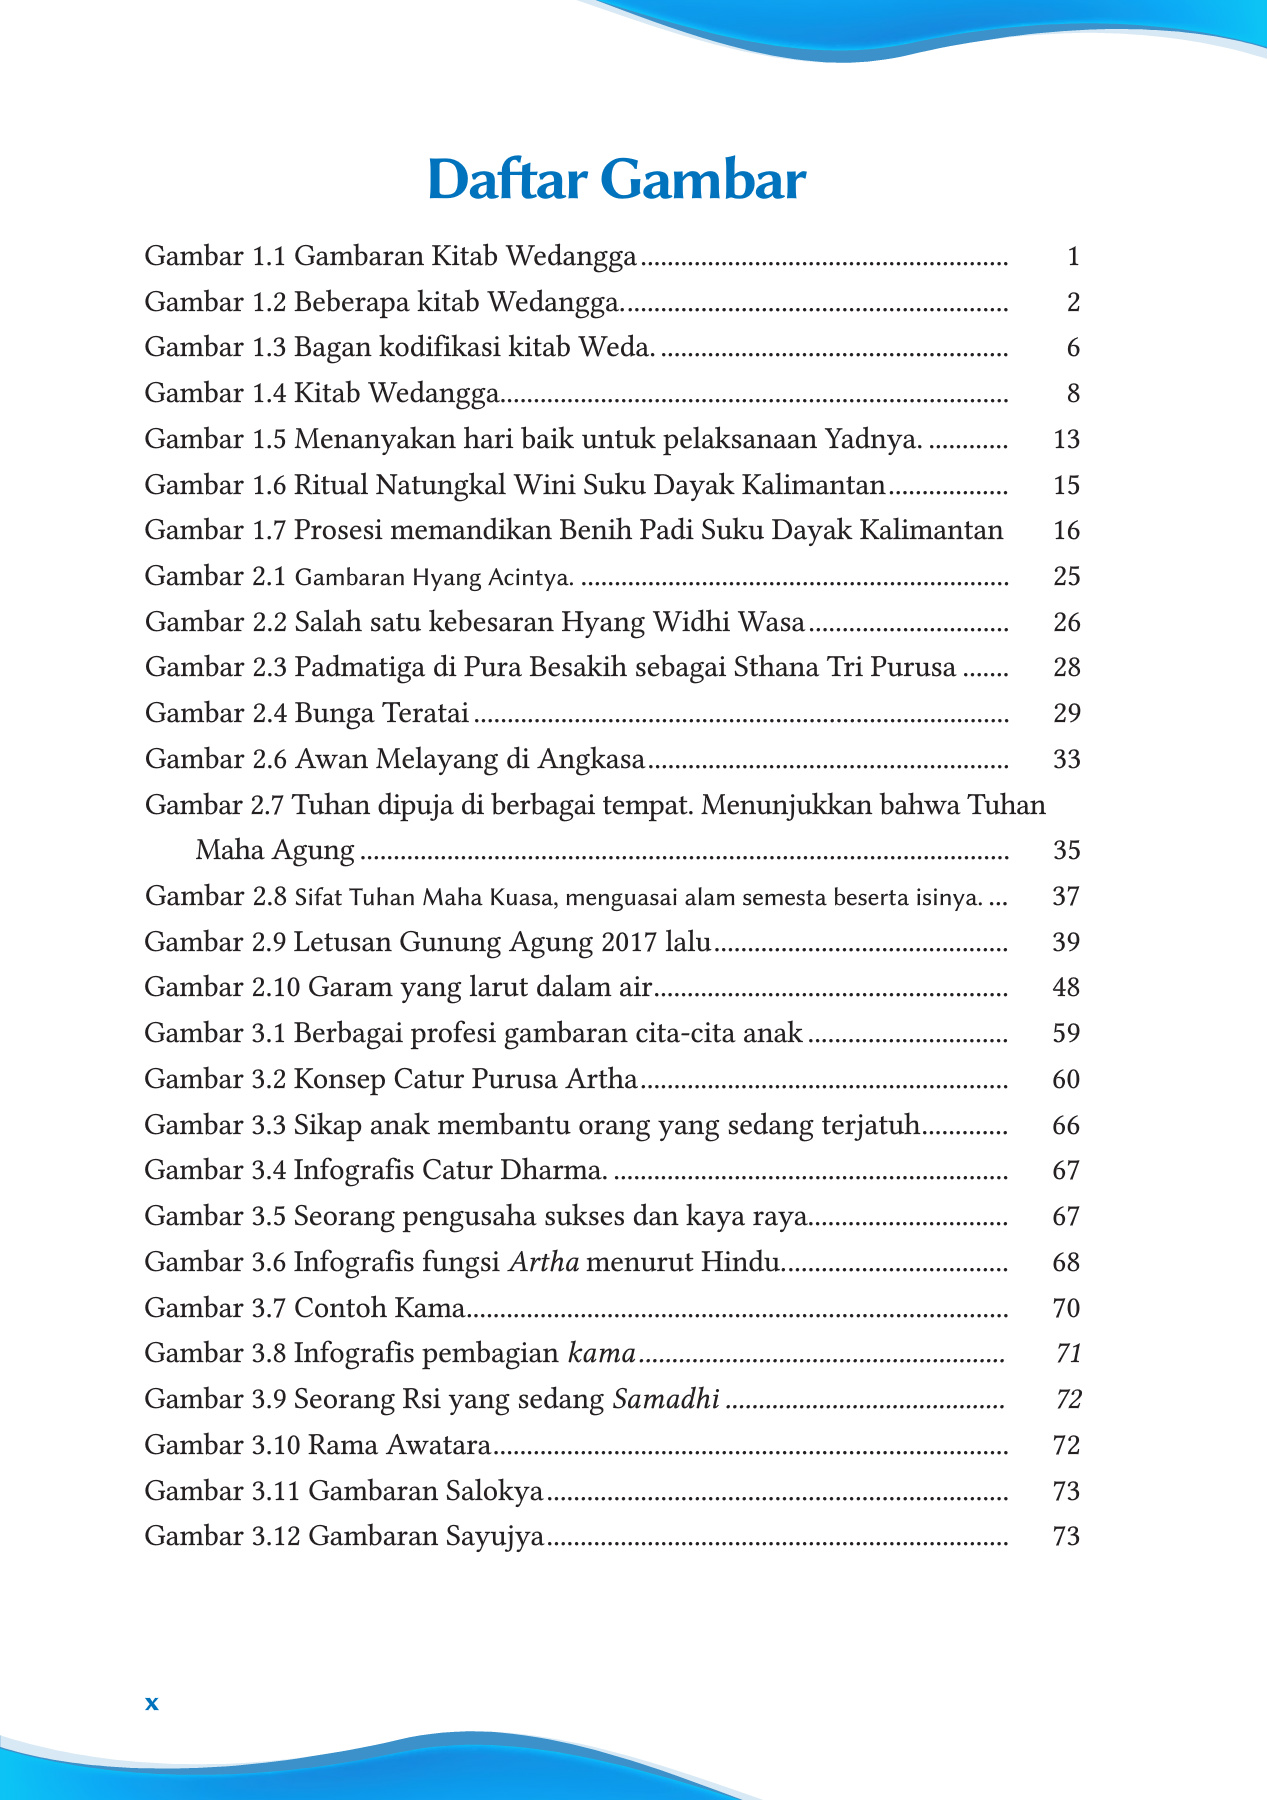 Daftar Gambar
Gambar 1.1 Gambaran Kitab Wedangga....................................................... 1
Gambar 1.2 Beberapa kitab Wedangga.......................................................... 2
Gambar 1.3 Bagan kodifikasi kitab Weda. .................................................... 6
Gambar 1.4 Kitab Wedangga............................................................................ 8
Gambar 1.5 Menanyakan hari baik untuk pelaksanaan Yadnya. ............ 13
Gambar 1.6 Ritual Natungkal Wini Suku Dayak Kalimantan.................. 15
Gambar 1.7 Prosesi memandikan Benih Padi Suku Dayak Kalimantan 16
Gambar 2.1 Gambaran Hyang Acintya. ................................................................ 25
Gambar 2.2 Salah satu kebesaran Hyang Widhi Wasa.............................. 26
Gambar 2.3 Padmatiga di Pura Besakih sebagai Sthana Tri Purusa ....... 28
Gambar 2.4 Bunga Teratai................................................................................ 29
Gambar 2.6 Awan Melayang di Angkasa...................................................... 33
Gambar 2.7 Tuhan dipuja di berbagai tempat. Menunjukkan bahwa Tuhan
Maha Agung ................................................................................................. 35
Gambar 2.8 Sifat Tuhan Maha Kuasa, menguasai alam semesta beserta isinya. ... 37
Gambar 2.9 Letusan Gunung Agung 2017 lalu............................................ 39
Gambar 2.10 Garam yang larut dalam air..................................................... 48
Gambar 3.1 Berbagai profesi gambaran cita-cita anak.............................. 59
Gambar 3.2 Konsep Catur Purusa Artha....................................................... 60
Gambar 3.3 Sikap anak membantu orang yang sedang terjatuh............. 66
Gambar 3.4 Infografis Catur Dharma. ........................................................... 67
Gambar 3.5 Seorang pengusaha sukses dan kaya raya.............................. 67
Gambar 3.6 Infografis fungsi Artha menurut Hindu.................................. 68
Gambar 3.7 Contoh Kama................................................................................. 70
Gambar 3.8 Infografis pembagian kama....................................................... 71
Gambar 3.9 Seorang Rsi yang sedang Samadhi .......................................... 72
Gambar 3.10 Rama Awatara............................................................................. 72
Gambar 3.11 Gambaran Salokya..................................................................... 73
Gambar 3.12 Gambaran Sayujya..................................................................... 73
x